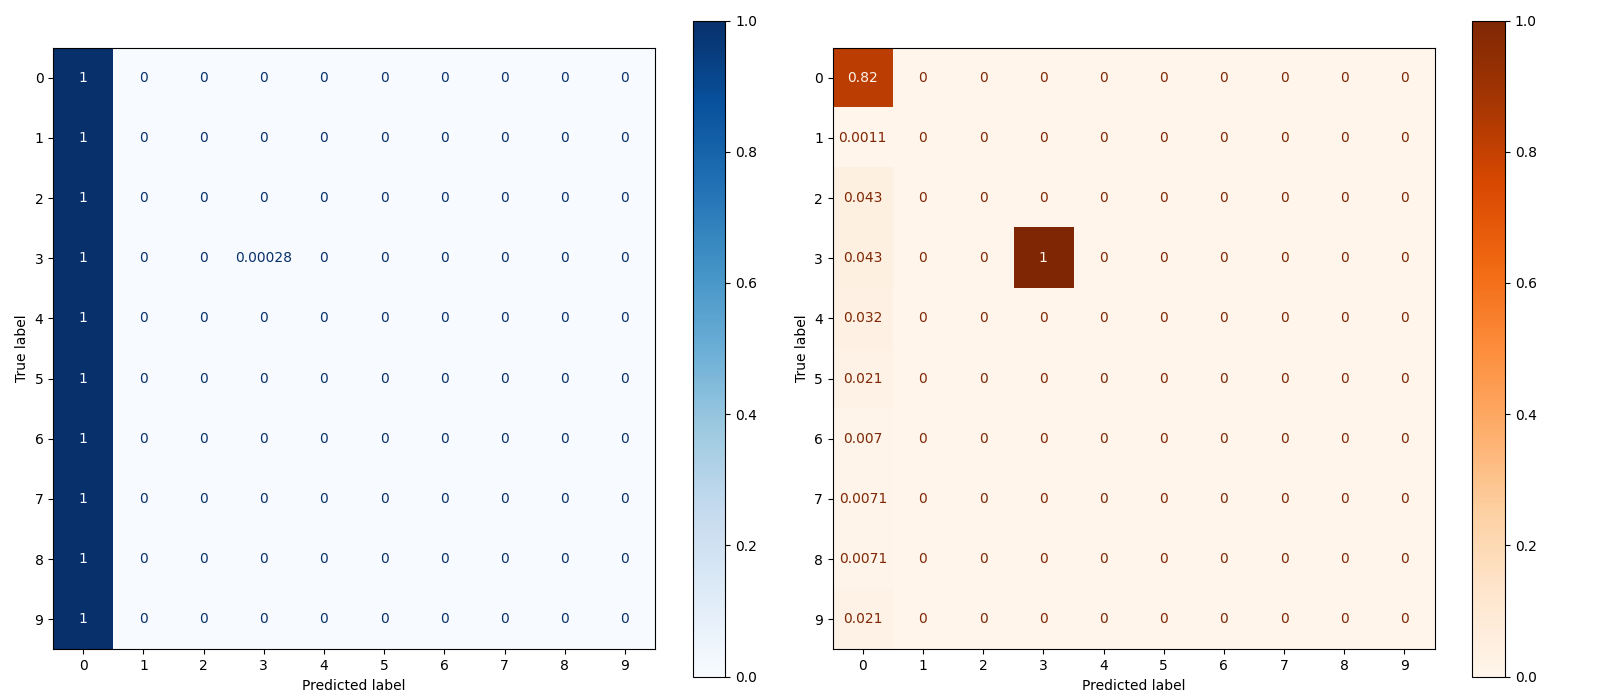 0 1 0 0 0 0 0 0 0 0 0
1 1 0 0 0 0 0 0 0 0 0
2 1 0 0 0 0 0 0 0 0 0
3 1 0 0 0.00028 0 0 0 0 0 0
4 1 0 0 0 0 0 0 0 0 0
5 1 0 0 0 0 0 0 0 0 0
6 1 0 0 0 0 0 0 0 0 0
7 1 0 0 0 0 0 0 0 0 0
8 1 0 0 0 0 0 0 0 0 0
9 1 0 0 0 0 0 0 0 0 0
0 1 2 3 4 5 6 7 8 9
True label
Predicted label
1.0
0.8
0.6
0.4
0.2
0.0
0 0.82 0 0 0 0 0 0 0 0 0
1 0.0011 0 0 0 0 0 0 0 0 0
2 0.043 0 0 0 0 0 0 0 0 0
3 0.043 0 0 1 0 0 0 0 0 0
4 0.032 0 0 0 0 0 0 0 0 0
5 0.021 0 0 0 0 0 0 0 0 0
6 0.007 0 0 0 0 0 0 0 0 0
7 0.0071 0 0 0 0 0 0 0 0 0
8 0.0071 0 0 0 0 0 0 0 0 0
9 0.021 0 0 0 0 0 0 0 0 0
0 1 2 3 4 5 6 7 8 9
True label
Predicted label
1.0
0.8
0.6
0.4
0.2
0.0